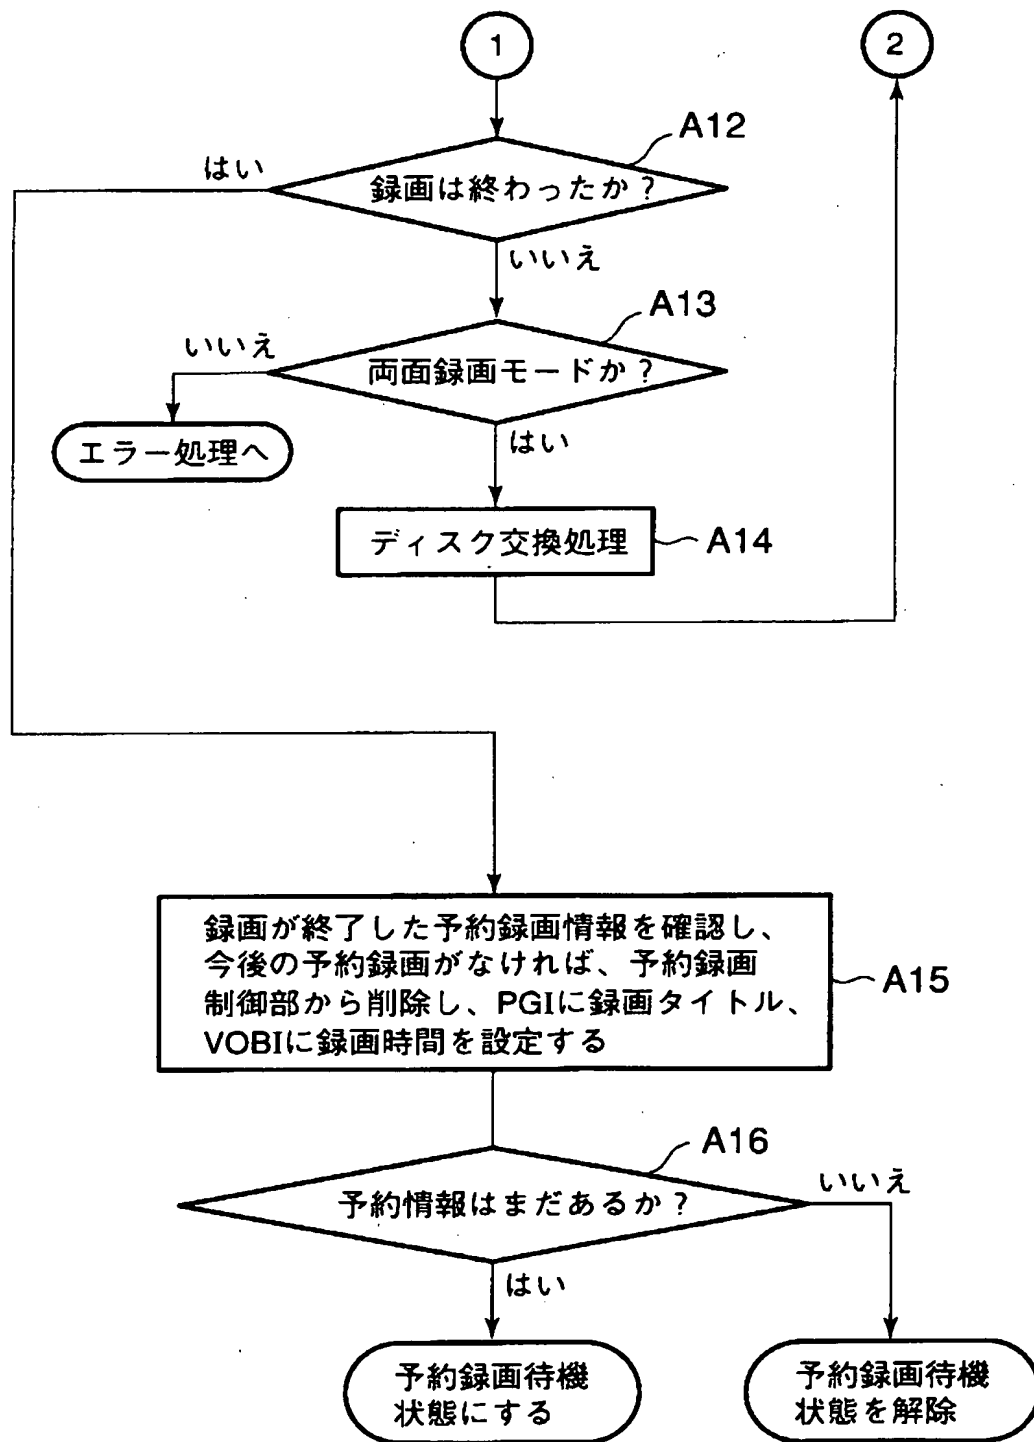 1
2
A12
はい
録画は終わったか？
いいえ
A13
いいえ
両面録画モードか？
エラー処理へ
はい
ディスク交換処理
A14
録画が終了した予約録画情報を確認し、
今後の予約録画がなければ、予約録画
制御部から削除し、PGIに録画タイトル、
VOBIに録画時間を設定する
A15
A16
いいえ
予約情報はまだあるか？
はい
予約録画待機
状態にする
予約録画待機
状態を解除